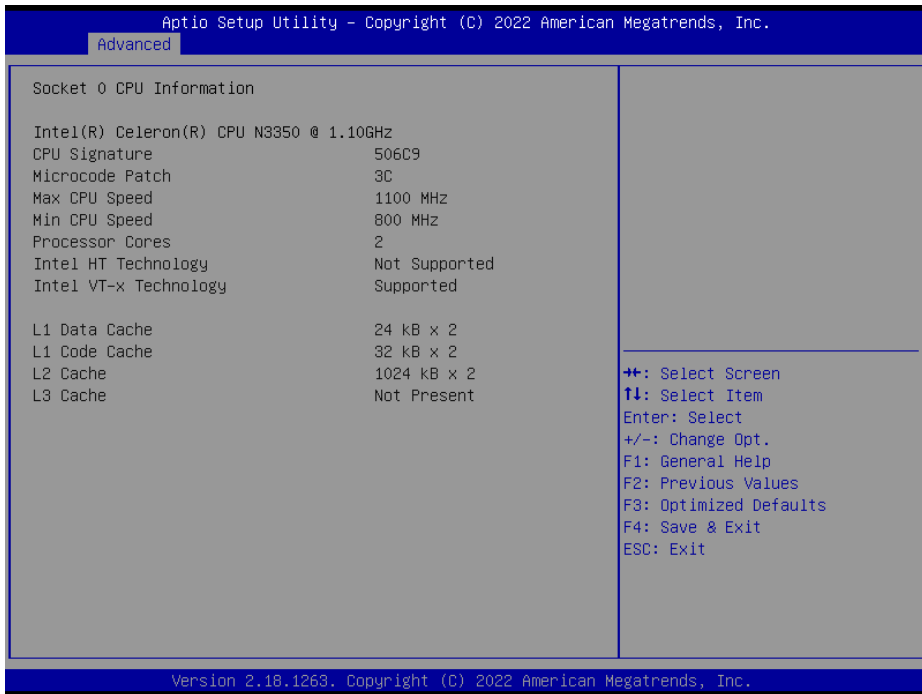 Aptio Setup Utility – Copyright (C) 2022 American Megatrends, Inc.
Advanced
Socket 0 CPU Information
Intel(R) Celeron(R) CPU N3350 @ 1.10GHz
CPU Signature 506C9
Microcode Patch 3C
Max CPU Speed 1100 MHz
Min CPU Speed 800 MHz
Processor Cores 2
Intel HT Technology Not Supported
Intel VT-x Technology Supported
L1 Data Cache 24 kB x 2
L1 Code Cache 32 kB x 2
L2 Cache 1024 kB x 2
L3 Cache Not Present
→←: Select Screen
↑↓: Select Item
Enter: Select
+/-: Change Opt.
F1: General Help
F2: Previous Values
F3: Optimized Defaults
F4: Save & Exit
ESC: Exit
Version 2.18.1263. Copyright (C) 2022 American Megatrends, Inc.